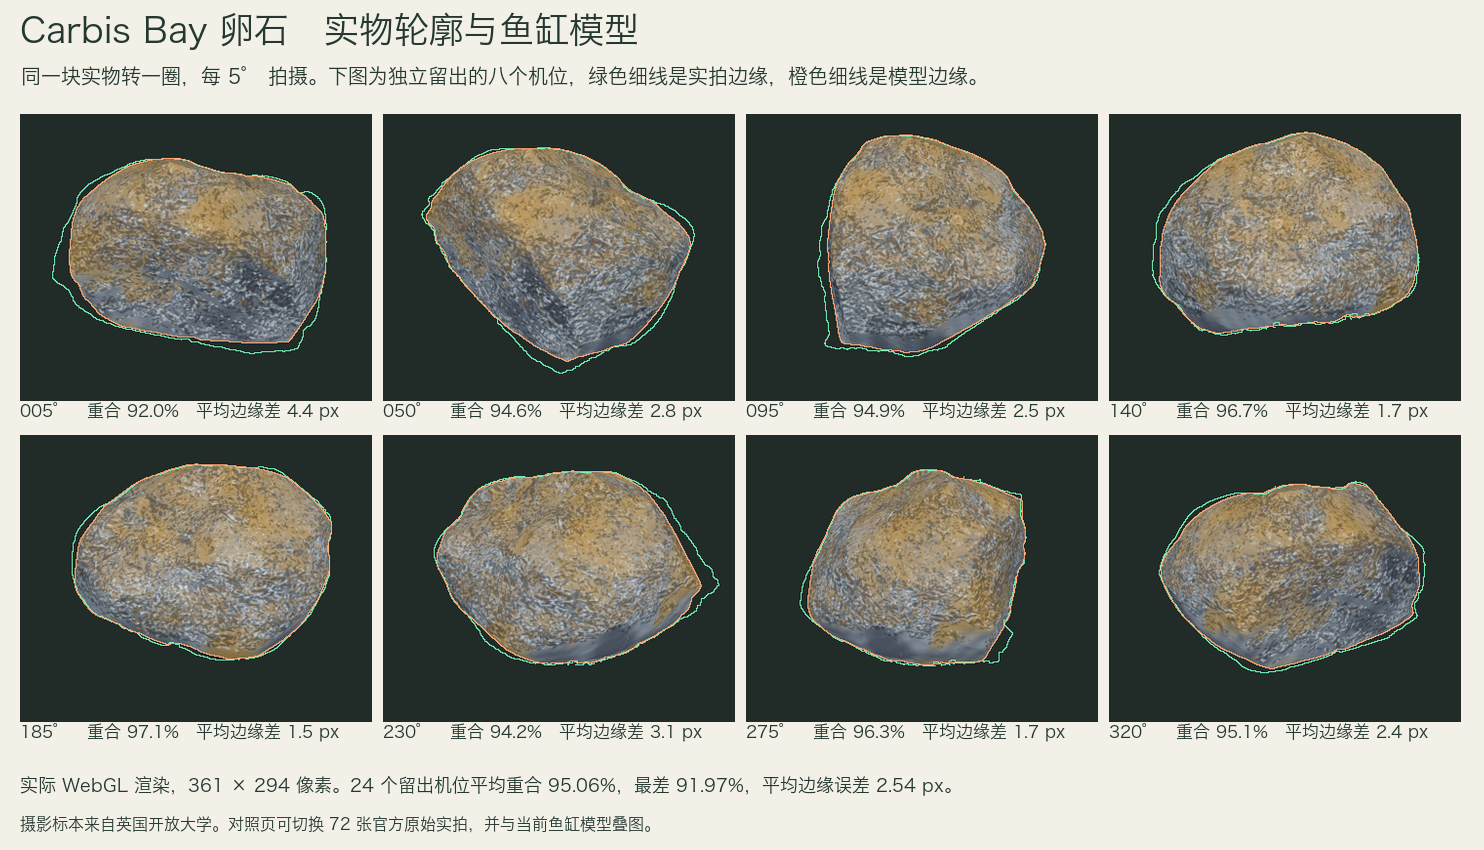 Carbis Bay 卵石　实物轮廓与鱼缸模型
同一块实物转一圈，每 5° 拍摄。下图为独立留出的八个机位，绿色细线是实拍边缘，橙色细线是模型边缘。
005° 重合 92.0% 平均边缘差 4.4 px
050° 重合 94.6% 平均边缘差 2.8 px
095° 重合 94.9% 平均边缘差 2.5 px
140° 重合 96.7% 平均边缘差 1.7 px
185° 重合 97.1% 平均边缘差 1.5 px
230° 重合 94.2% 平均边缘差 3.1 px
275° 重合 96.3% 平均边缘差 1.7 px
320° 重合 95.1% 平均边缘差 2.4 px
实际 WebGL 渲染，361 × 294 像素。24 个留出机位平均重合 95.06%，最差 91.97%，平均边缘误差 2.54 px。
摄影标本来自英国开放大学。对照页可切换 72 张官方原始实拍，并与当前鱼缸模型叠图。